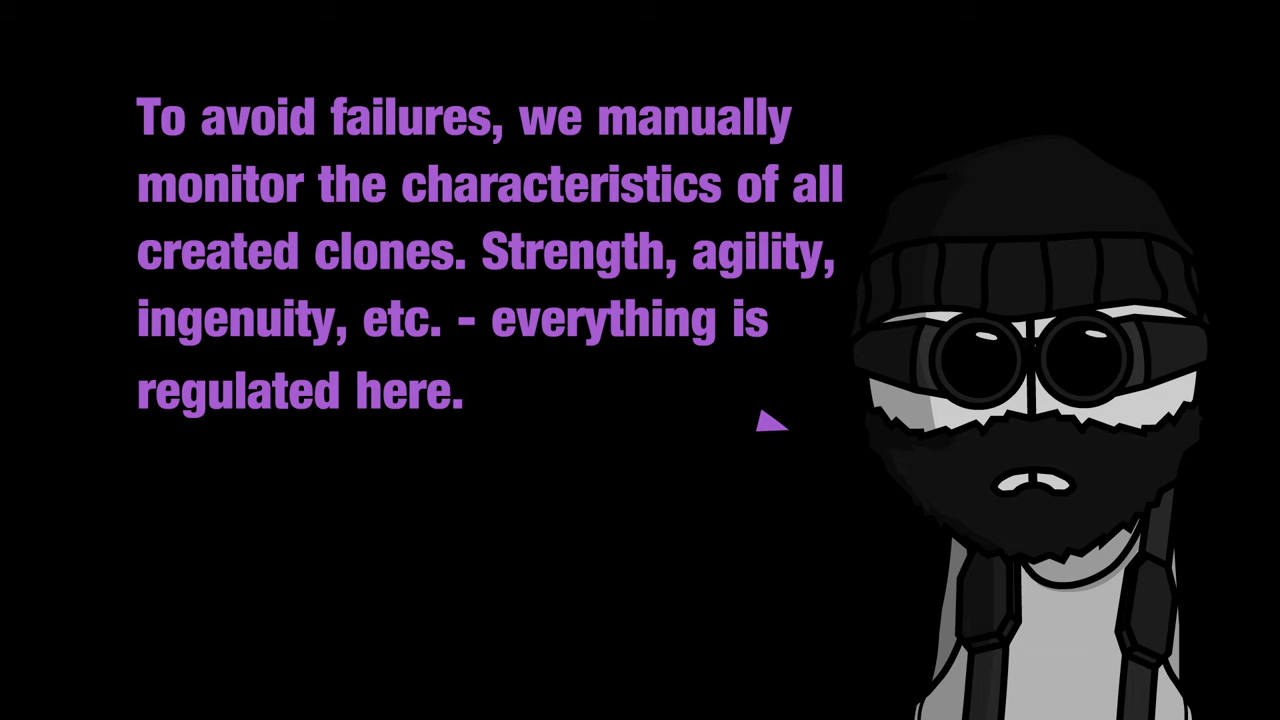 To avoid failures, we manually
monitor the characteristics of all
created clones. Strength, agility,
ingenuity, etc. - everything is
regulated here.